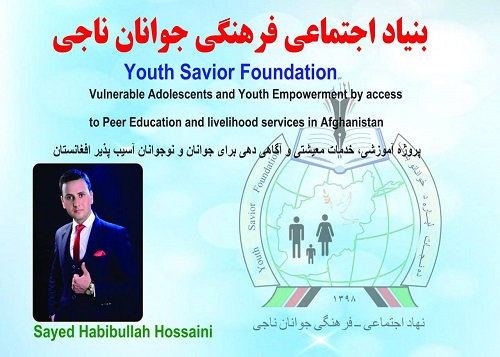 بنیاد اجتماعی فرهنگی جوانان ناجی
Youth Savior Foundation
Vulnerable Adolescents and Youth Empowerment by access
to Peer Education and livelihood services in Afghanistan
پروژه آموزشی، خدمات معیشتی و آگاهی دهی برای جوانان و نوجوانان آسیب پذیر افغانستان
Youth Savior Foundation
۱۳۹۸
نهاد اجتماعی ــ فرهنگی جوانان ناجی
Sayed Habibullah Hossaini